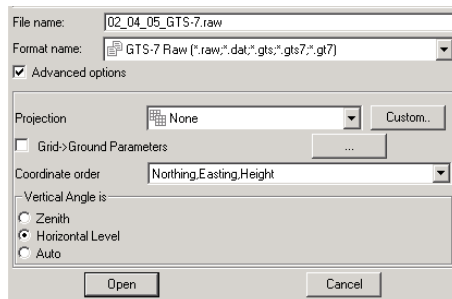 File name: 02_04_05_GTS-7.raw
Format name: GTS-7 Raw (*.raw;*.dat;*.gts;*.gts7;*.gt7)
Advanced options
Projection None Custom..
Grid->Ground Parameters ...
Coordinate order Northing,Easting,Height
Vertical Angle is
Zenith
Horizontal Level
Auto
Open Cancel